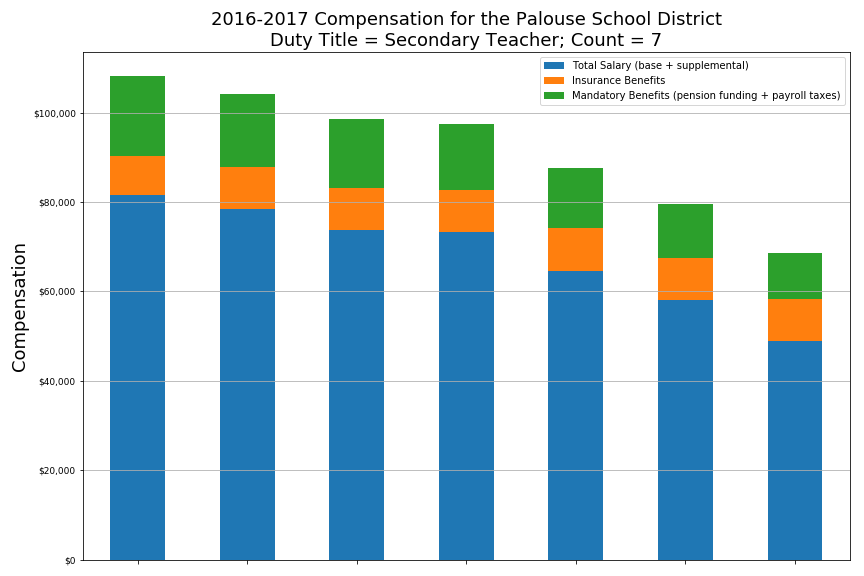 2016-2017 Compensation for the Palouse School District
Duty Title = Secondary Teacher; Count = 7
Total Salary (base + supplemental)
Insurance Benefits
Mandatory Benefits (pension funding + payroll taxes)
Compensation
$100,000
$80,000
$60,000
$40,000
$20,000
$0